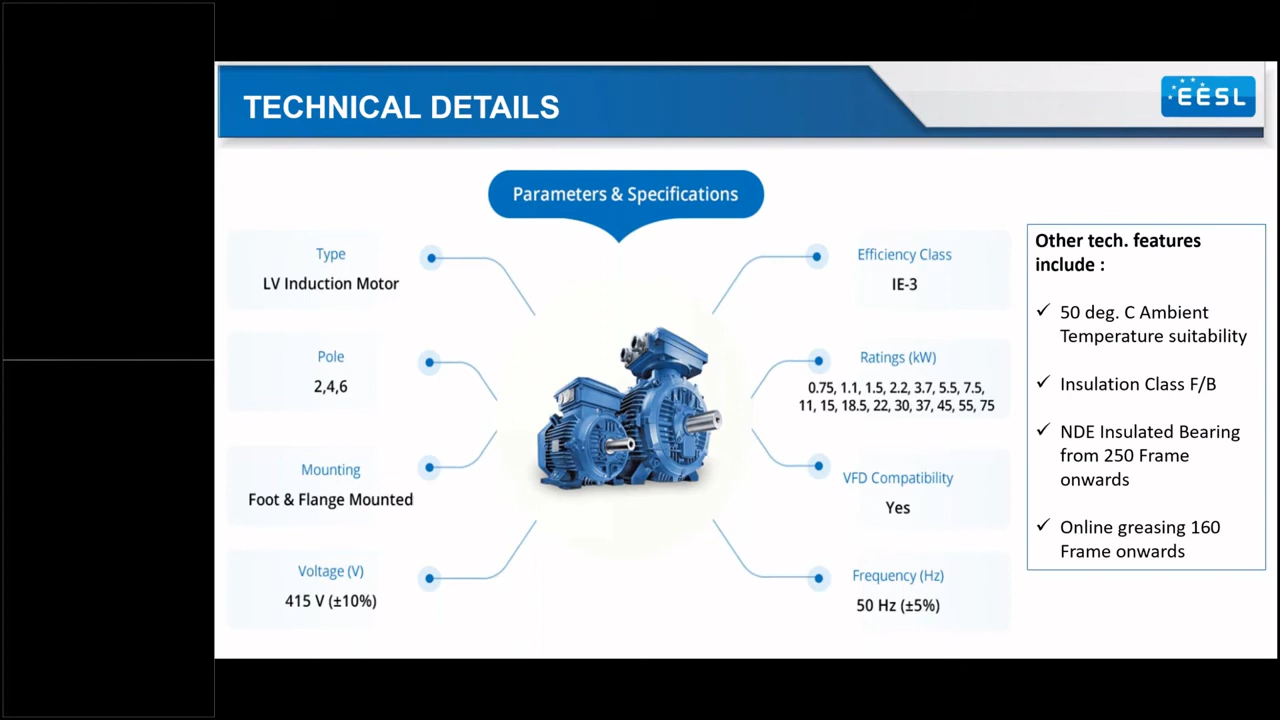 TECHNICAL DETAILS
EESL
Parameters & Specifications
Type
LV Induction Motor
Pole
2,4,6
Mounting
Foot & Flange Mounted
Voltage (V)
415 V (±10%)
Efficiency Class
IE-3
Ratings (kW)
0.75, 1.1, 1.5, 2.2, 3.7, 5.5, 7.5,
11, 15, 18.5, 22, 30, 37, 45, 55, 75
VFD Compatibility
Yes
Frequency (Hz)
50 Hz (±5%)
Other tech. features
include :
✓ 50 deg. C Ambient
Temperature suitability
✓ Insulation Class F/B
✓ NDE Insulated Bearing
from 250 Frame
onwards
✓ Online greasing 160
Frame onwards